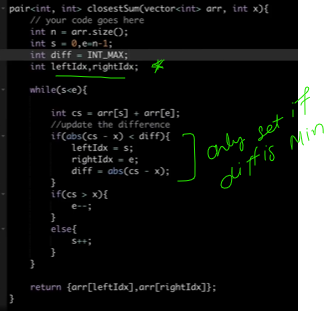 pair<int, int> closestSum(vector<int> arr, int x){
// your code goes here
int n = arr.size();
int s = 0,e=n-1;
int diff = INT_MAX;
int leftIdx,rightIdx;
while(s<e){
int cs = arr[s] + arr[e];
//update the difference
if(abs(cs - x) < diff){
leftIdx = s;
rightIdx = e;
diff = abs(cs - x);
}
only set if
diff is Min
if(cs > x){
e--;
}
else{
s++;
}
}
return {arr[leftIdx],arr[rightIdx]};
}